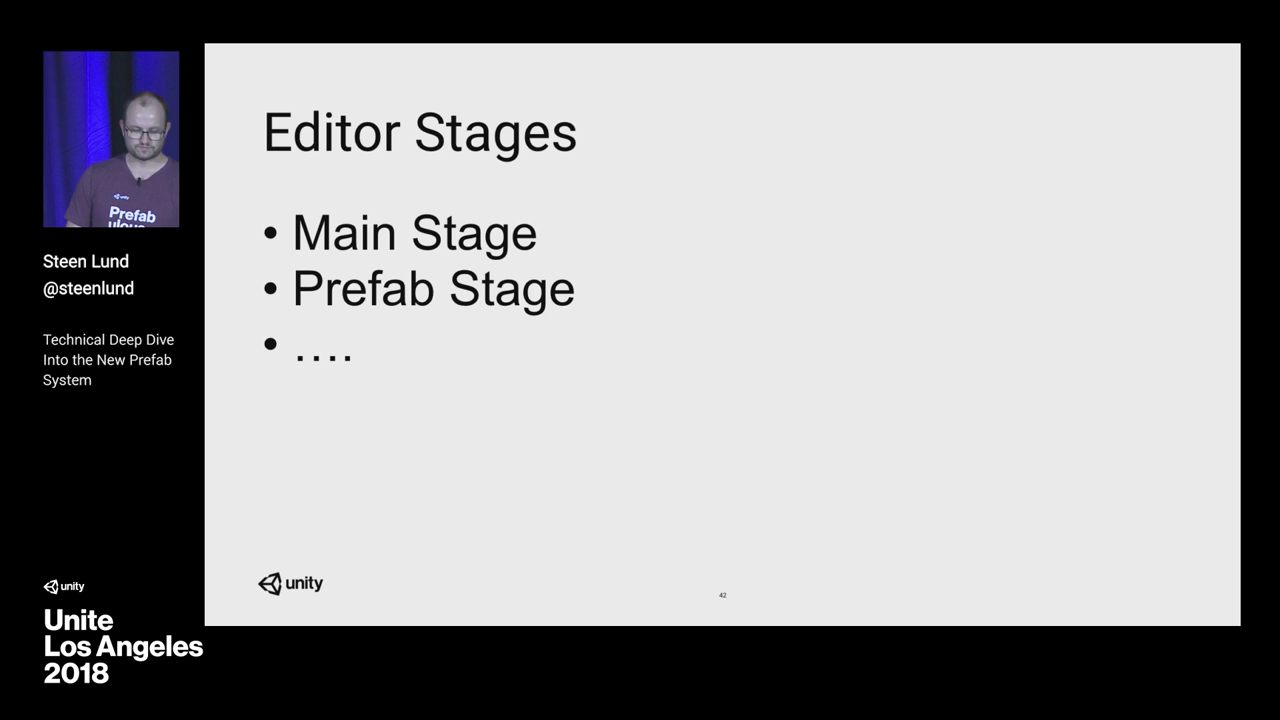 unity
Prefab
ulous
Steen Lund
@steenlund
Technical Deep Dive
Into the New Prefab
System
unity
Unite
Los Angeles
2018
Editor Stages
• Main Stage
• Prefab Stage
• ....
unity
42